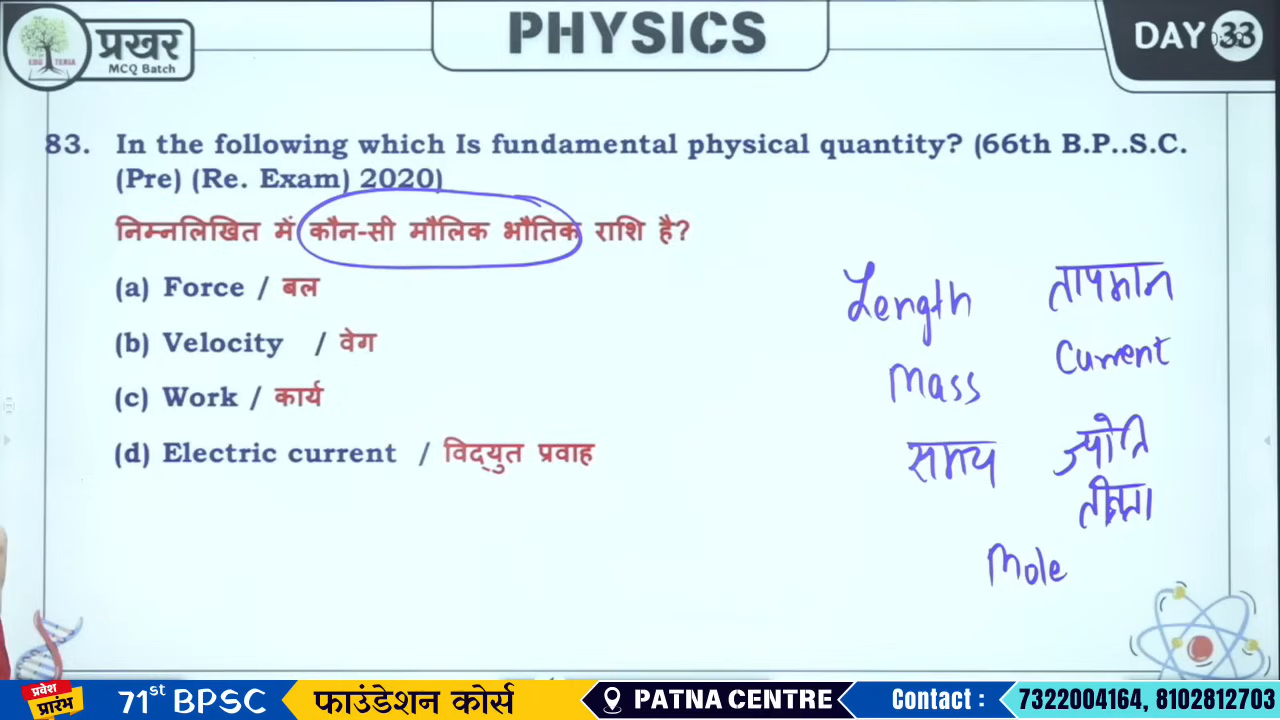 EDU TERIA
प्रखर
MCQ Batch
PHYSICS
DAY 33
83. In the following which Is fundamental physical quantity? (66th B.P..S.C.
(Pre) (Re. Exam) 2020)
निम्नलिखित में कौन-सी मौलिक भौतिक राशि है?
(a) Force / बल
(b) Velocity / वेग
(c) Work / कार्य
(d) Electric current / विद्युत प्रवाह
Length
Mass
समय
तापमान
Current
ज्योति
तीव्रता
Mole
प्रवेश
प्रारंभ
71st BPSC
फाउंडेशन कोर्स
PATNA CENTRE
Contact :
7322004164, 8102812703